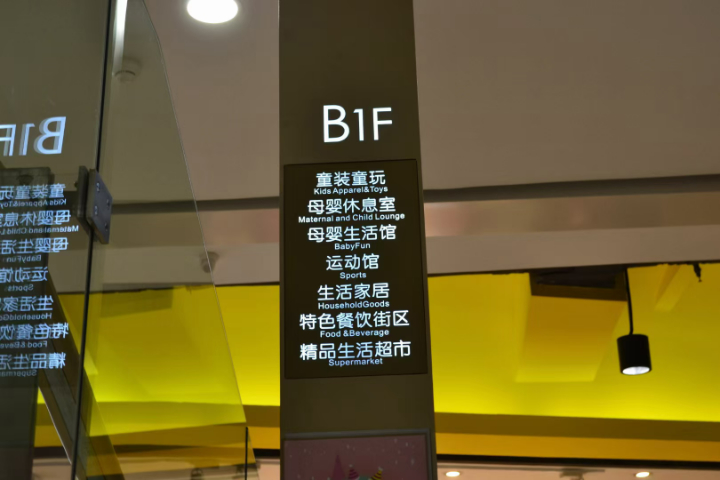 B1F
童装童玩
Kids Apparel&Toys
母婴休息室
Maternal and Child Lounge
母婴生活馆
BabyFun
运动馆
Sports
生活家居
HouseholdGoods
特色餐饮街区
Food &Beverage
精品生活超市
Supermarket